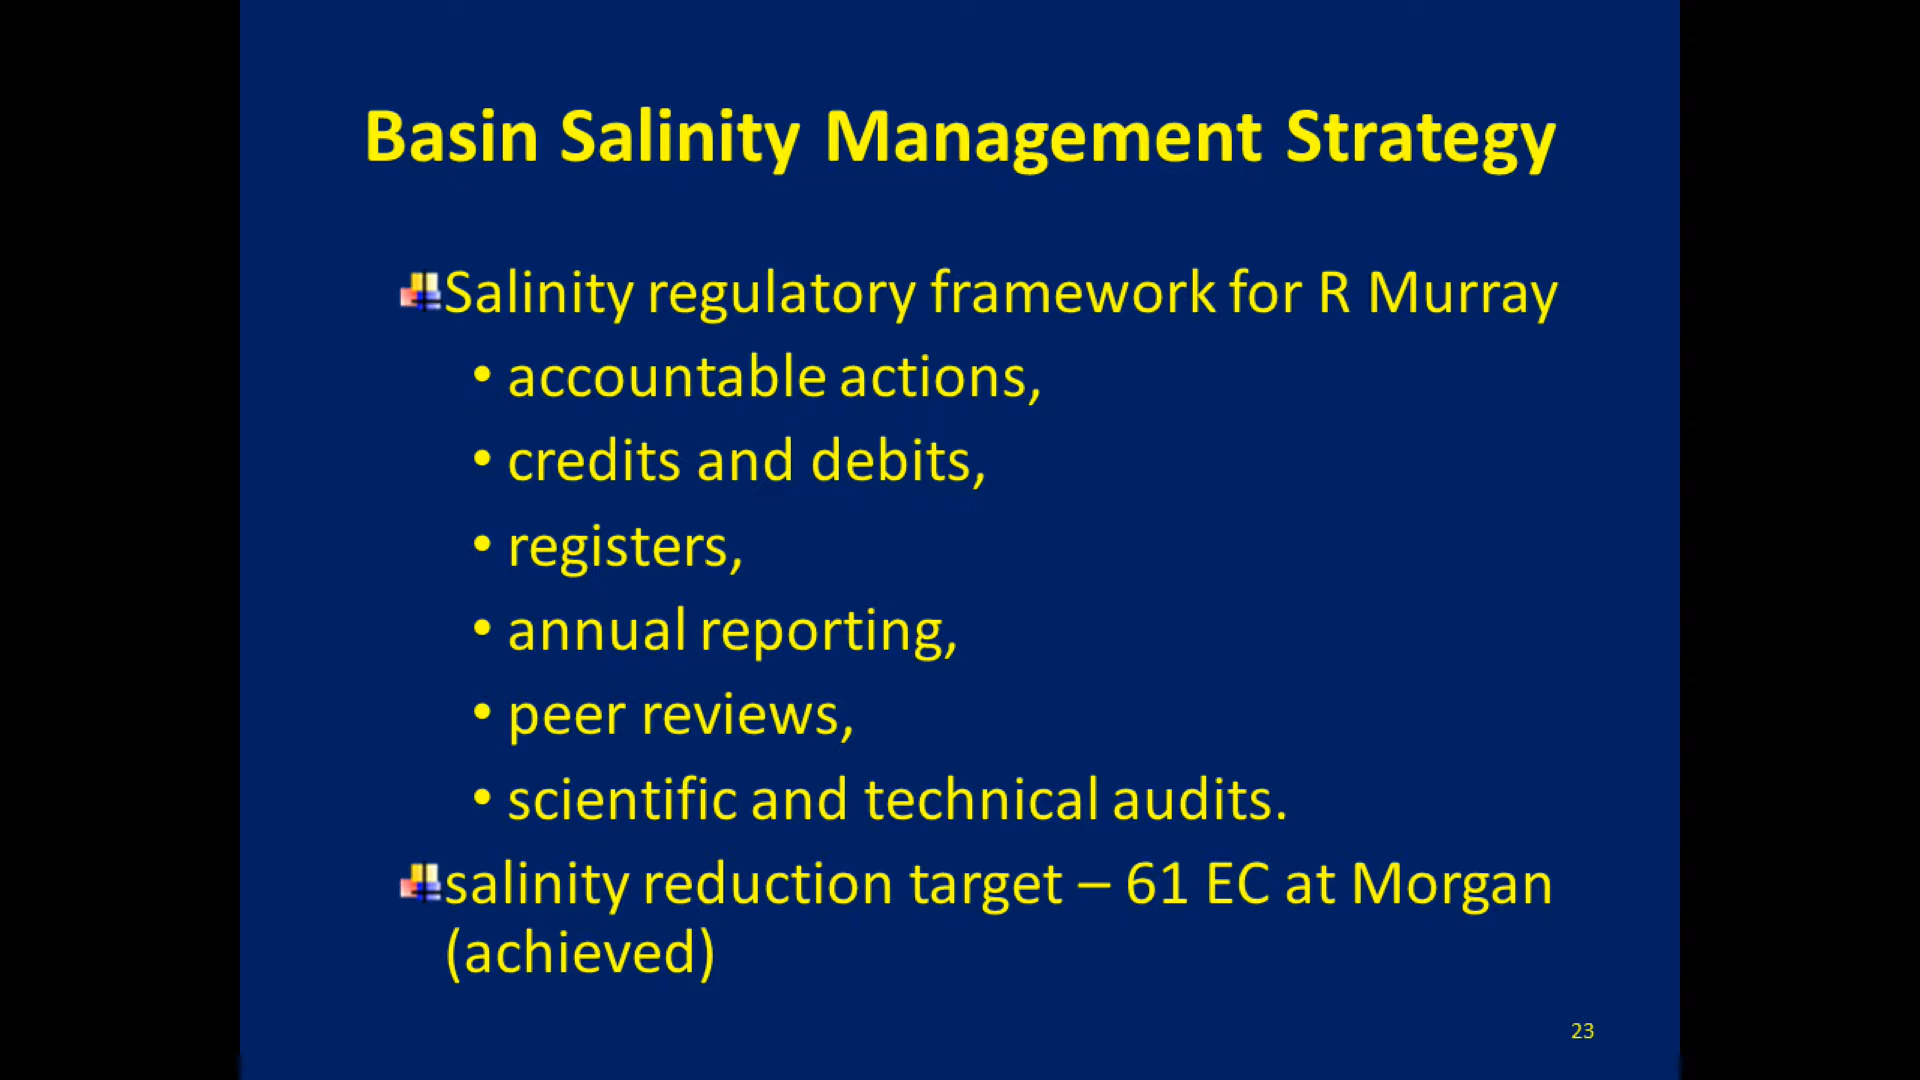 Basin Salinity Management Strategy
Salinity regulatory framework for R Murray
• accountable actions,
• credits and debits,
• registers,
• annual reporting,
• peer reviews,
• scientific and technical audits.
salinity reduction target – 61 EC at Morgan
(achieved)
23